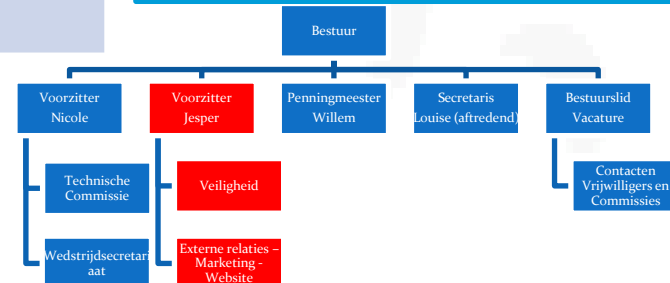 Bestuur
Voorzitter
Nicole
Voorzitter
Jesper
Penningmeester
Willem
Secretaris
Louise (aftredend)
Bestuurslid
Vacature
Technische
Commissie
Veiligheid
Contacten
Vrijwilligers en
Commissies
Wedstrijdsecretari
aat
Externe relaties –
Marketing -
Website